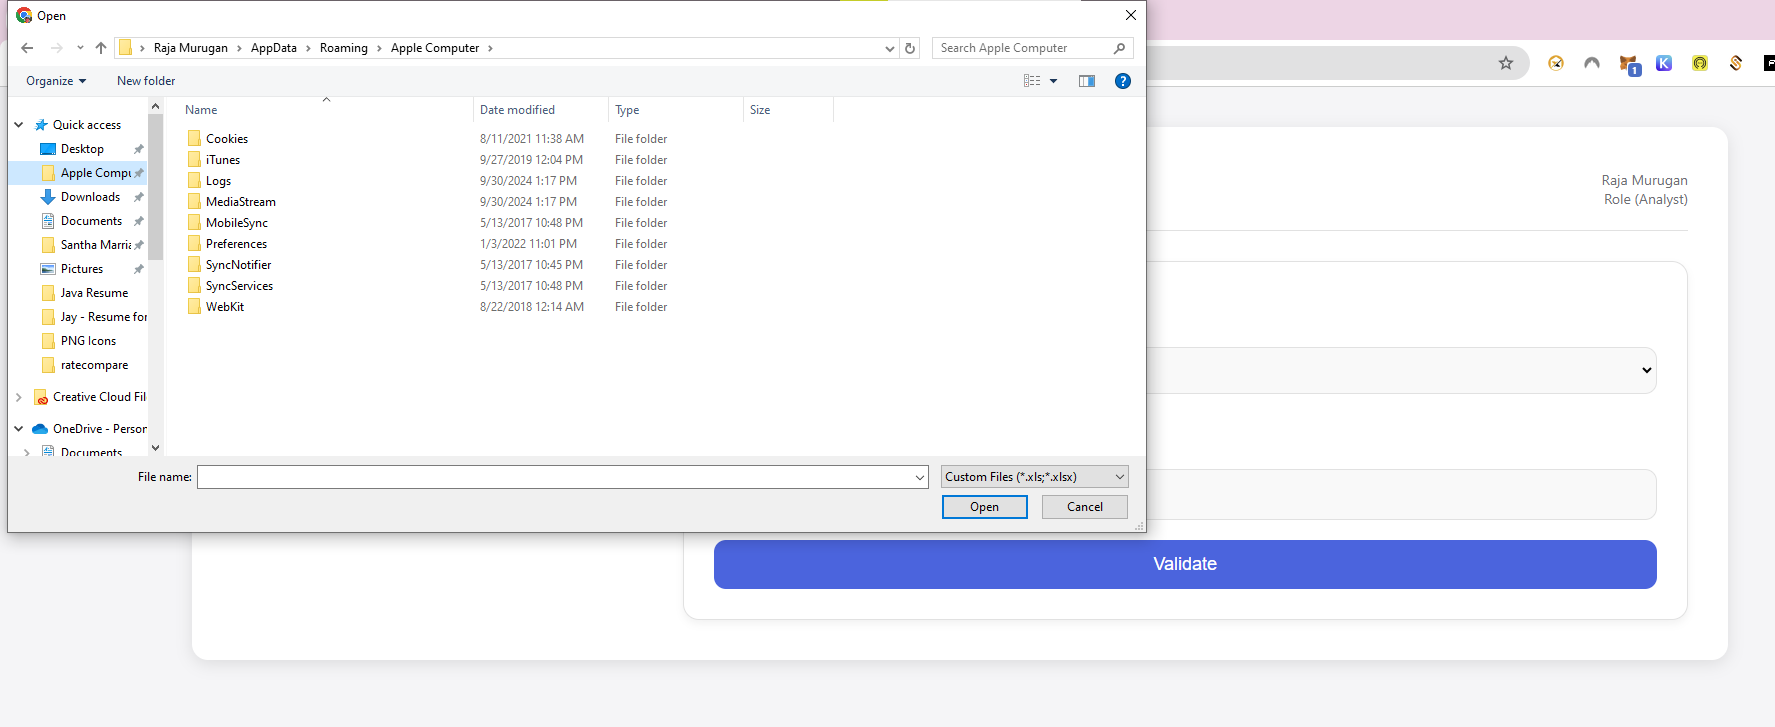 Open
Raja Murugan > AppData > Roaming > Apple Computer >
Search Apple Computer
Organize
New folder
Name Date modified Type Size
Quick access
Desktop
Apple Compu
Downloads
Documents
Santha Marria
Pictures
Java Resume
Jay - Resume for
PNG Icons
ratecompare
Creative Cloud Fil
OneDrive - Person
Documents
Cookies 8/11/2021 11:38 AM File folder
iTunes 9/27/2019 12:04 PM File folder
Logs 9/30/2024 1:17 PM File folder
MediaStream 9/30/2024 1:17 PM File folder
MobileSync 5/13/2017 10:48 PM File folder
Preferences 1/3/2022 11:01 PM File folder
SyncNotifier 5/13/2017 10:45 PM File folder
SyncServices 5/13/2017 10:48 PM File folder
WebKit 8/22/2018 12:14 AM File folder
File name:
Custom Files (*.xls;*.xlsx)
Open
Cancel
1
K
Raja Murugan
Role (Analyst)
Validate